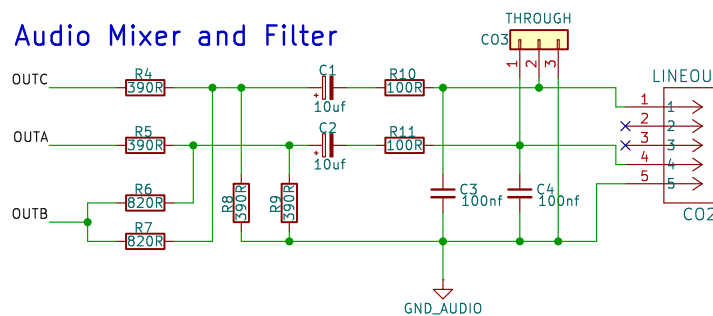 THROUGH
Audio Mixer and Filter
CO3
1 2 3
LINEOU
OUTC
R4
390R
C1
10uf
R10
100R
1 1
2 2
OUTA
R5
390R
C2
10uf
R11
100R
3 3
4 4
5 5
R6
820R
OUTB
R7
820R
R8
390R
R9
390R
C3
100nf
C4
100nf
CO2
GND_AUDIO